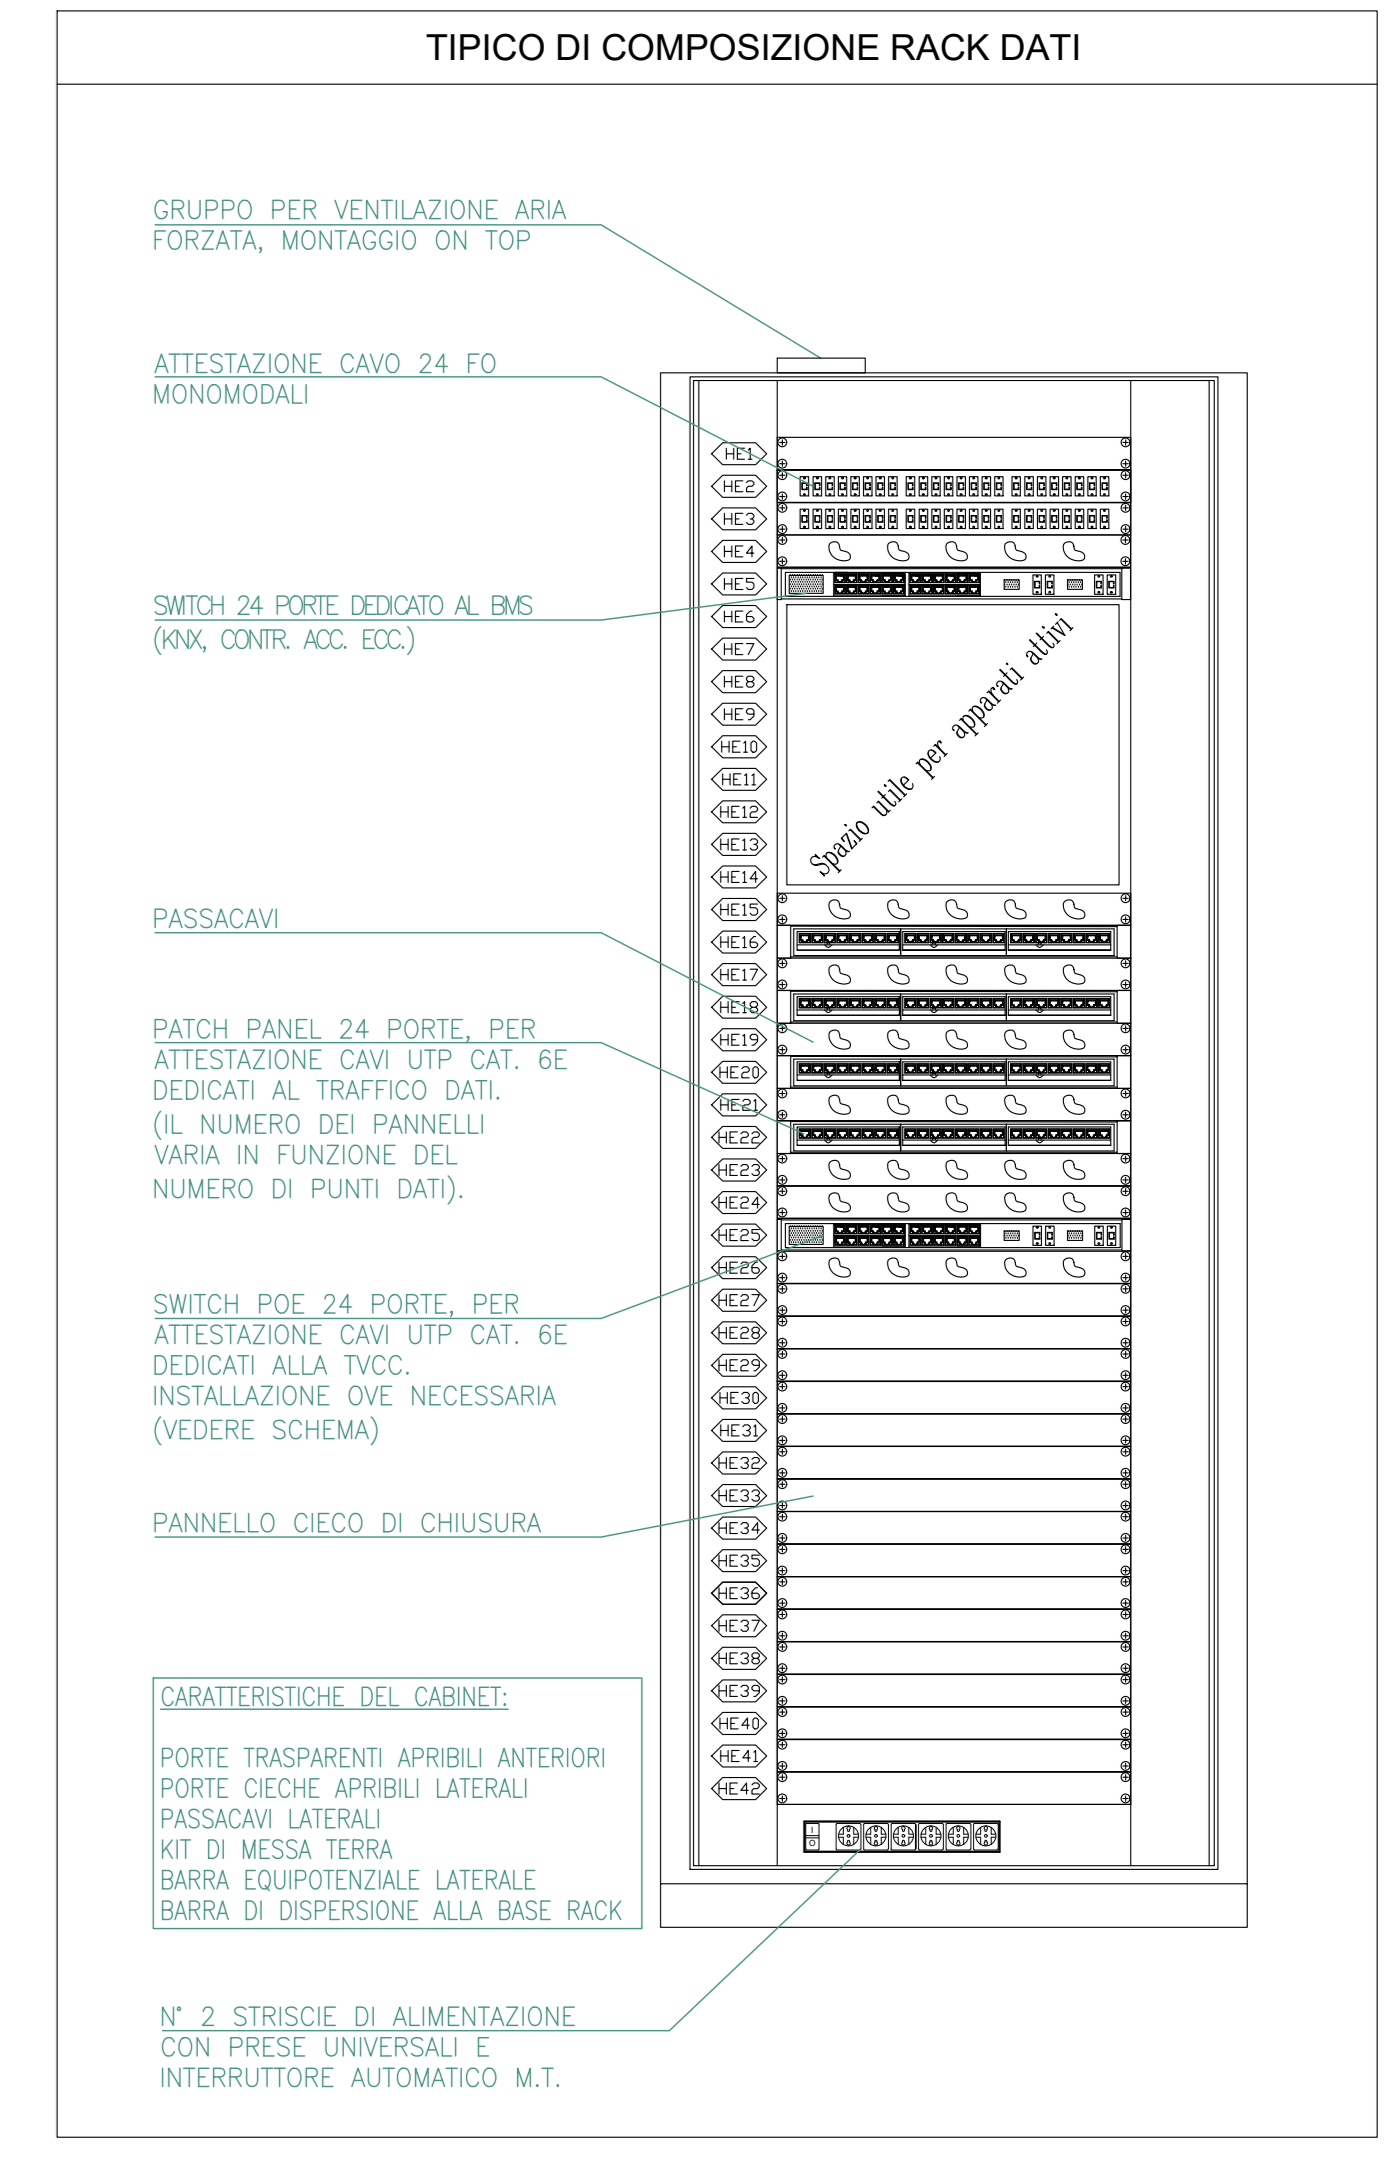 TIPICO DI COMPOSIZIONE RACK DATI
GRUPPO PER VENTILAZIONE ARIA
FORZATA, MONTAGGIO ON TOP
ATTESTAZIONE CAVO 24 FO
MONOMODALI
SWITCH 24 PORTE DEDICATO AL BMS
(KNX, CONTR. ACC. ECC.)
PASSACAVI
PATCH PANEL 24 PORTE, PER
ATTESTAZIONE CAVI UTP CAT. 6E
DEDICATI AL TRAFFICO DATI.
(IL NUMERO DEI PANNELLI
VARIA IN FUNZIONE DEL
NUMERO DI PUNTI DATI).
SWITCH POE 24 PORTE, PER
ATTESTAZIONE CAVI UTP CAT. 6E
DEDICATI ALLA TVCC.
INSTALLAZIONE OVE NECESSARIA
(VEDERE SCHEMA)
PANNELLO CIECO DI CHIUSURA
CARATTERISTICHE DEL CABINET:
PORTE TRASPARENTI APRIBILI ANTERIORI
PORTE CIECHE APRIBILI LATERALI
PASSACAVI LATERALI
KIT DI MESSA TERRA
BARRA EQUIPOTENZIALE LATERALE
BARRA DI DISPERSIONE ALLA BASE RACK
N° 2 STRISCIE DI ALIMENTAZIONE
CON PRESE UNIVERSALI E
INTERRUTTORE AUTOMATICO M.T.
HE1
HE2
HE3
HE4
HE5
HE6
HE7
HE8
HE9
HE10
HE11
HE12
HE13
HE14
HE15
HE16
HE17
HE18
HE19
HE20
HE21
HE22
HE23
HE24
HE25
HE26
HE27
HE28
HE29
HE30
HE31
HE32
HE33
HE34
HE35
HE36
HE37
HE38
HE39
HE40
HE41
HE42
Spazio utile per apparati attivi
I
O